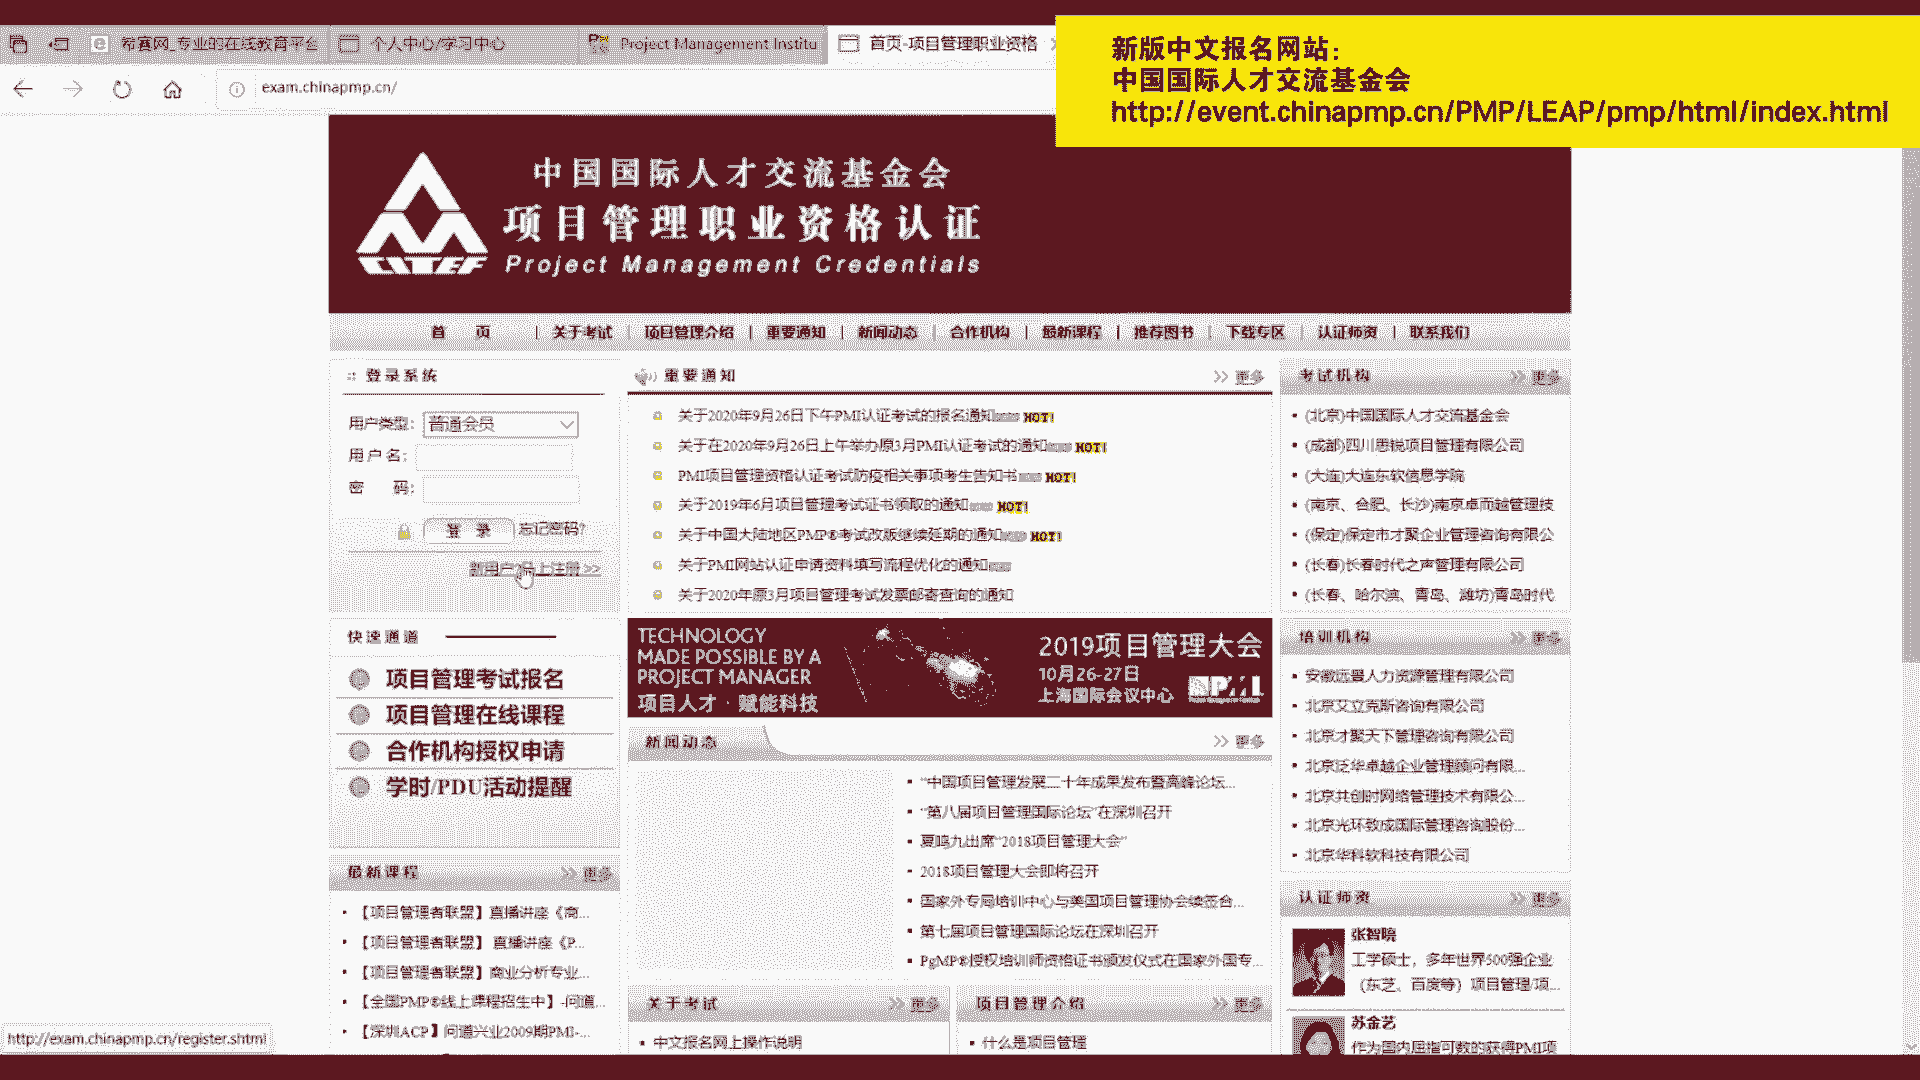 希赛网_专业的在线教育平台
个人中心/学习中心
Project Management Institu
首页-项目管理职业资格
exam.chinapmp.cn/
新版中文报名网站：
中国国际人才交流基金会
http://event.chinapmp.cn/PMP/LEAP/pmp/html/index.html
CITEF
中国国际人才交流基金会
项目管理职业资格认证
Project Management Credentials
首 页 | 关于考试 | 项目管理介绍 | 重要通知 | 新闻动态 | 合作机构 | 最新课程 | 推荐图书 | 下载专区 | 认证师资 | 联系我们
登录系统
用户类型： 普通会员
用户名：
密 码：
登 录 忘记密码？
新用户？马上注册 >>
快速通道
项目管理考试报名
项目管理在线课程
合作机构授权申请
学时/PDU活动提醒
最新课程 >> 更多
【项目管理者联盟】直播讲座《商...
【项目管理者联盟】 直播讲座《P...
【项目管理者联盟】商业分析专业...
【全国PMP®线上课程招生中】-问道...
【深圳ACP】问道兴业2009期PMI-...
重要通知 >> 更多
关于2020年9月26日下午PMI认证考试的报名通知 HOT!
关于在2020年9月26日上午举办原3月PMI认证考试的通知 HOT!
PMI项目管理资格认证考试防疫相关事项考生告知书 HOT!
关于2019年6月项目管理考试证书领取的通知 HOT!
关于中国大陆地区PMP®考试改版继续延期的通知 HOT!
关于PMI网站认证申请资料填写流程优化的通知
关于2020年原3月项目管理考试发票邮寄查询的通知
TECHNOLOGY
MADE POSSIBLE BY A
PROJECT MANAGER
项目人才·赋能科技
2019项目管理大会
10月26-27日
上海国际会议中心
PMI
新闻动态 >> 更多
“中国项目管理发展二十年成果发布暨高峰论坛...
“第八届项目管理国际论坛”在深圳召开
夏鸣九出席“2018项目管理大会”
2018项目管理大会即将召开
国家外专局培训中心与美国项目管理协会续签合...
第七届项目管理国际论坛在深圳召开
PgMP®授权培训师资格证书颁发仪式在国家外国专...
关于考试 >> 更多
中文报名网上操作说明
项目管理介绍 >> 更多
什么是项目管理
考试机构 >> 更多
(北京)中国国际人才交流基金会
(成都)四川思锐项目管理有限公司
(大连)大连东软信息学院
(南京、合肥、长沙)南京卓而越管理技
(保定)保定市才聚企业管理咨询有限公
(长春)长春时代之声管理有限公司
(长春、哈尔滨、青岛、潍坊)青岛时代
培训机构 >> 更多
安徽远景人力资源管理有限公司
北京艾立克斯咨询有限公司
北京才聚天下管理咨询有限公司
北京泛华卓越企业管理顾问有限...
北京共创时网络管理技术有限公...
北京光环致成国际管理咨询股份...
北京华科软科技有限公司
认证师资 >> 更多
张智晓
工学硕士，多年世界500强企业
（东芝、百度等）项目管理/项...
苏金艺
作为国内屈指可数的获得PMI项
http://exam.chinapmp.cn/register.shtml